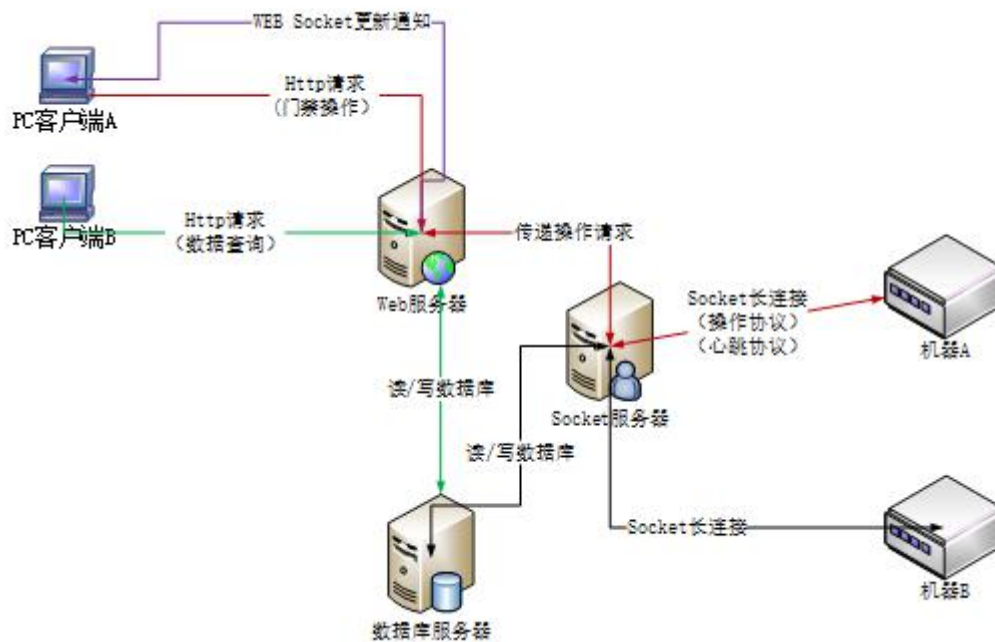 WEB Socket更新通知
Http请求
（门禁操作）
PC客户端A
Http请求
（数据查询）
PC客户端B
传递操作请求
Web服务器
Socket长连接
（操作协议）
（心跳协议）
机器A
读/写数据库
Socket服务器
读/写数据库
Socket长连接
机器B
数据库服务器